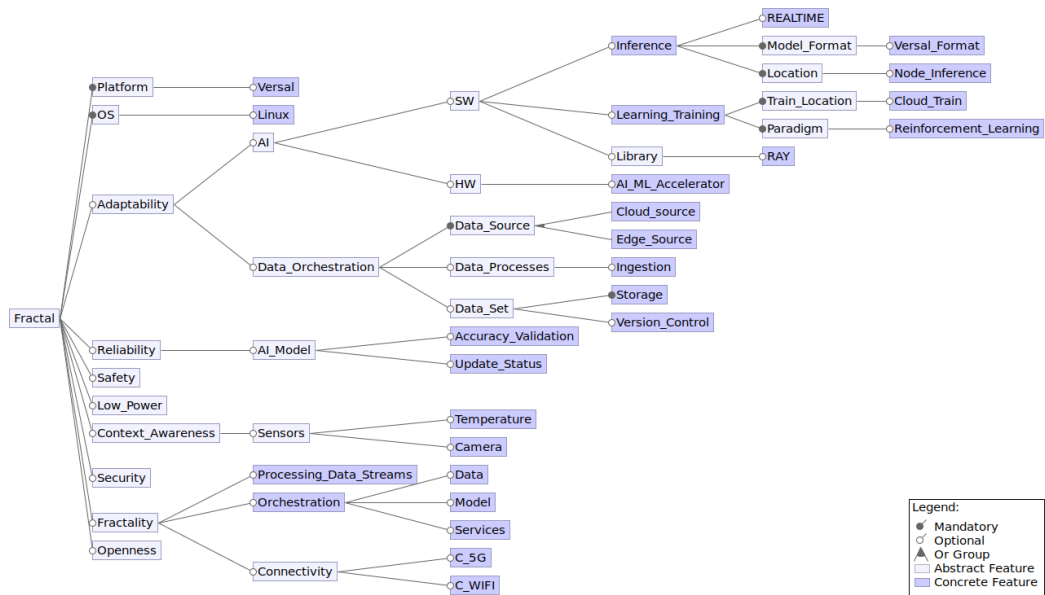 REALTIME
Inference
Model_Format
Versal_Format
Location
Node_Inference
Platform
Versal
SW
Train_Location
Cloud_Train
OS
Linux
Learning_Training
Paradigm
Reinforcement_Learning
AI
Library
RAY
HW
AI_ML_Accelerator
Adaptability
Cloud_source
Data_Source
Edge_Source
Data_Orchestration
Data_Processes
Ingestion
Storage
Data_Set
Version_Control
Fractal
Accuracy_Validation
Reliability
AI_Model
Update_Status
Safety
Low_Power
Temperature
Context_Awareness
Sensors
Camera
Security
Processing_Data_Streams
Data
Orchestration
Model
Fractality
Services
Openness
C_5G
Connectivity
C_WIFI
Legend:
Mandatory
Optional
Or Group
Abstract Feature
Concrete Feature